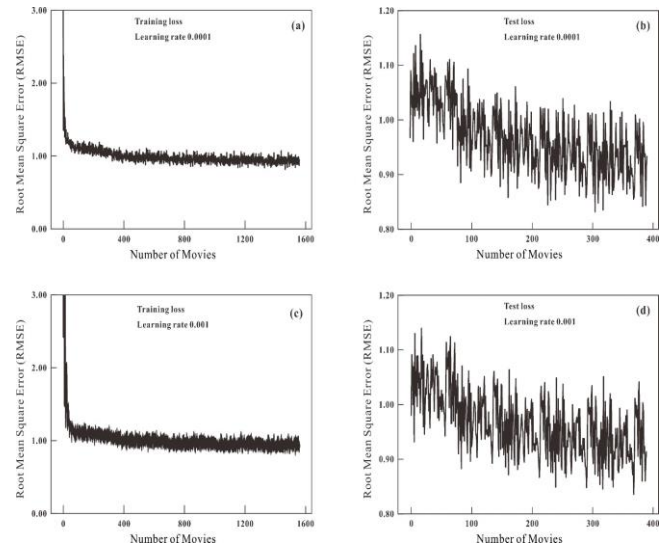 3.00
Training loss
(a)
Learning rate 0.0001
2.00
1.00
0.00
Root Mean Square Error (RMSE)
0
400
800
1200
1600
Number of Movies
1.20
Test loss
(b)
Learning rate 0.0001
1.10
1.00
0.90
0.80
Root Mean Square Error (RMSE)
0
100
200
300
400
Number of Movies
3.00
Training loss
(c)
Learning rate 0.001
2.00
1.00
0.00
Root Mean Square Error (RMSE)
0
400
800
1200
1600
Number of Movies
1.20
Test loss
(d)
Learning rate 0.001
1.10
1.00
0.90
0.80
Root Mean Square Error (RMSE)
0
100
200
300
400
Number of Movies